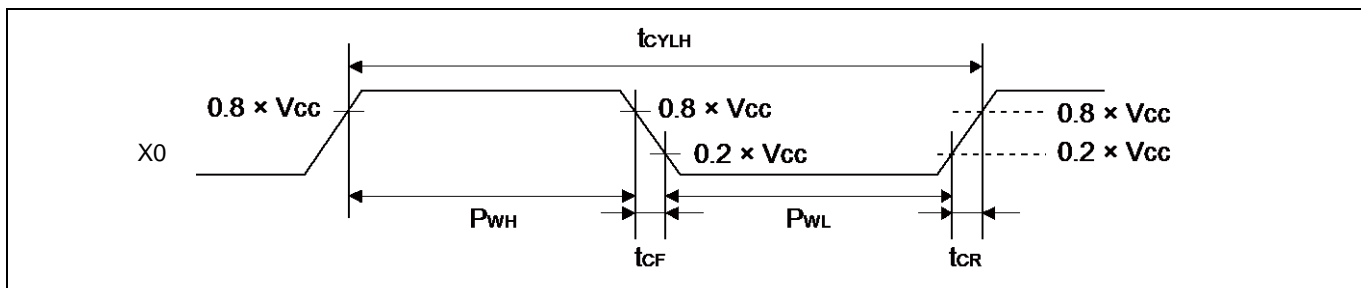 tCYLH
0.8 × Vcc
0.8 × Vcc
0.8 × Vcc
X0
0.2 × Vcc
0.2 × Vcc
PWH
PWL
tCF
tCR